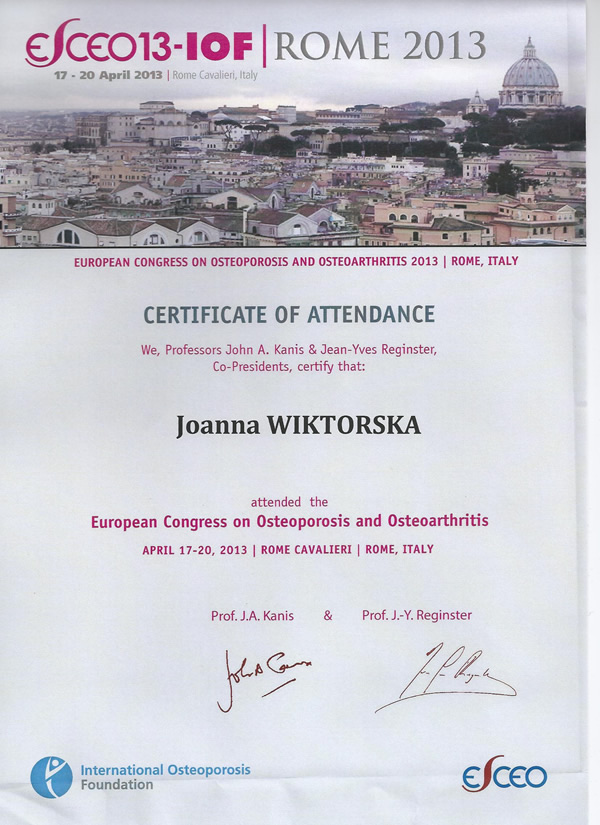 ESCEO13-IOF | ROME 2013
17 - 20 April 2013 | Rome Cavalieri, Italy
EUROPEAN CONGRESS ON OSTEOPOROSIS AND OSTEOARTHRITIS 2013 | ROME, ITALY
CERTIFICATE OF ATTENDANCE
We, Professors John A. Kanis & Jean-Yves Reginster,
Co-Presidents, certify that:
Joanna WIKTORSKA
attended the
European Congress on Osteoporosis and Osteoarthritis
APRIL 17-20, 2013 | ROME CAVALIERI | ROME, ITALY
Prof. J.A. Kanis & Prof. J.-Y. Reginster
International Osteoporosis
Foundation
ESCEO